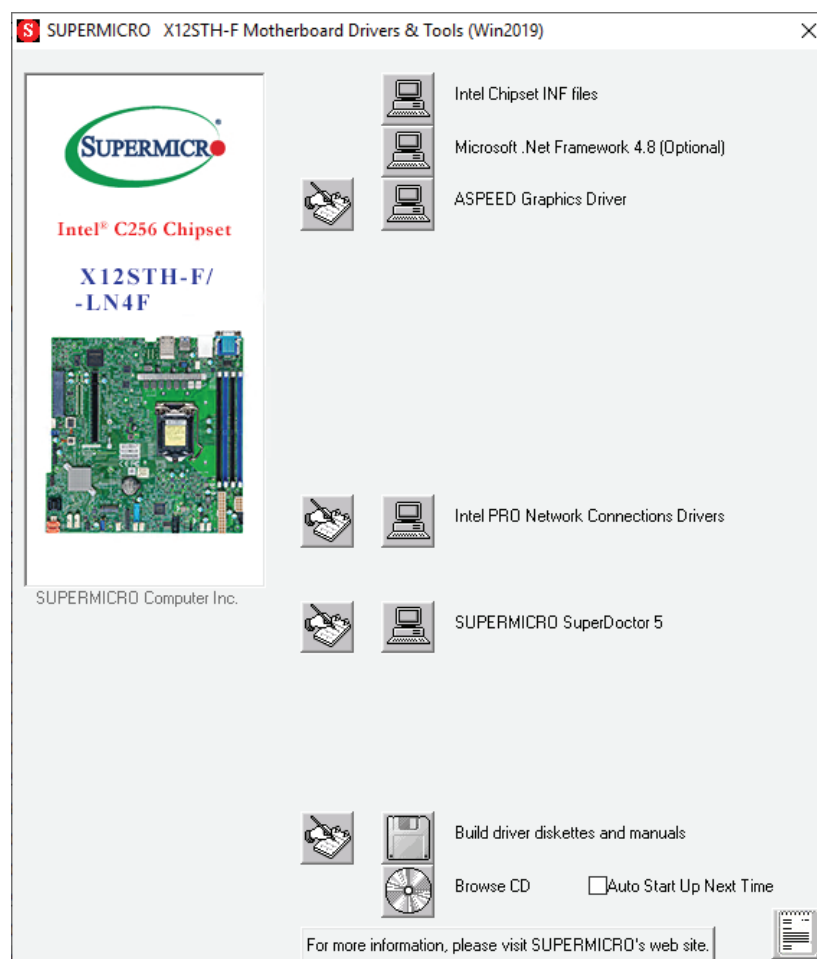 SUPERMICRO X12STH-F Motherboard Drivers & Tools (Win2019)
SUPERMICRO
Intel® C256 Chipset
X12STH-F/
-LN4F
SUPERMICRO Computer Inc.
Intel Chipset INF files
Microsoft .Net Framework 4.8 (Optional)
ASPEED Graphics Driver
Intel PRO Network Connections Drivers
SUPERMICRO SuperDoctor 5
Build driver diskettes and manuals
Browse CD Auto Start Up Next Time
For more information, please visit SUPERMICRO's web site.